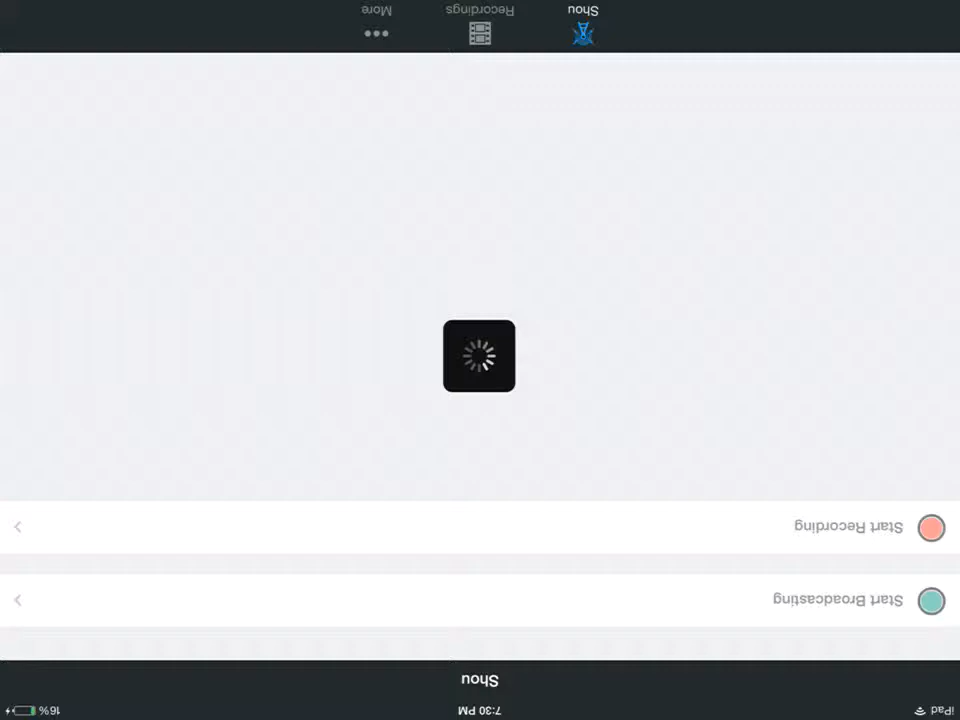 iPad 7:30 PM 16%
Shou
Start Broadcasting
Start Recording
Shou Recordings More